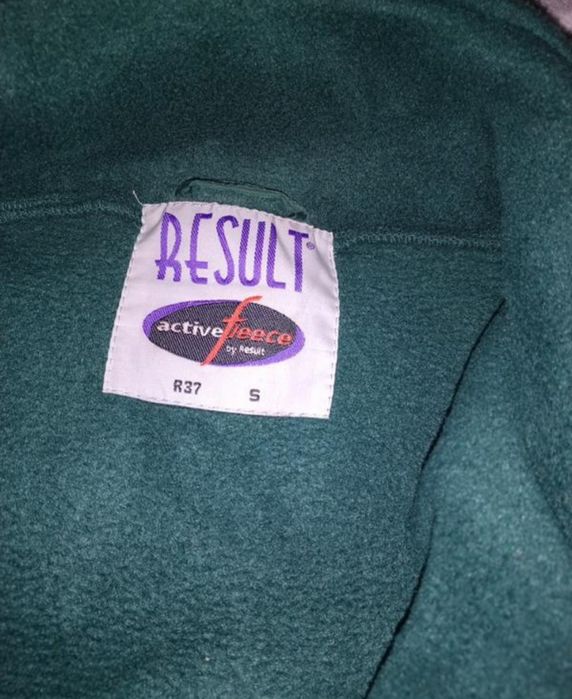 RESULT®
activefleece
by Result
R37 S